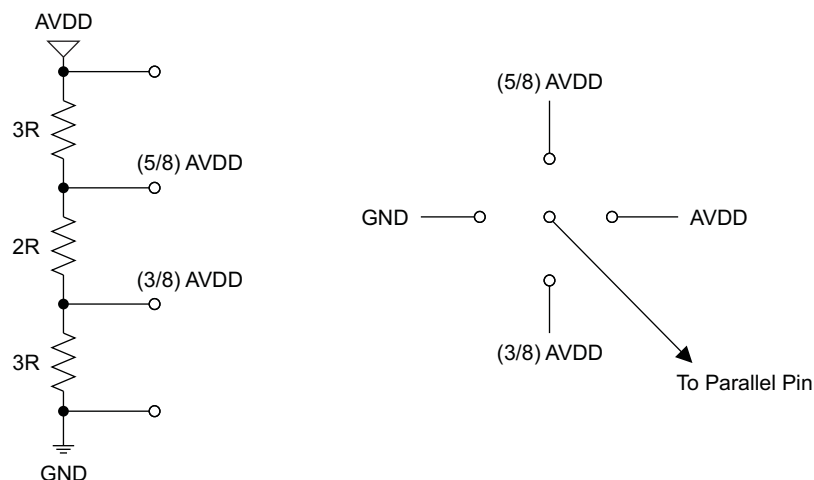 AVDD
3R
(5/8) AVDD
2R
(3/8) AVDD
3R
GND
(5/8) AVDD
GND
AVDD
(3/8) AVDD
To Parallel Pin